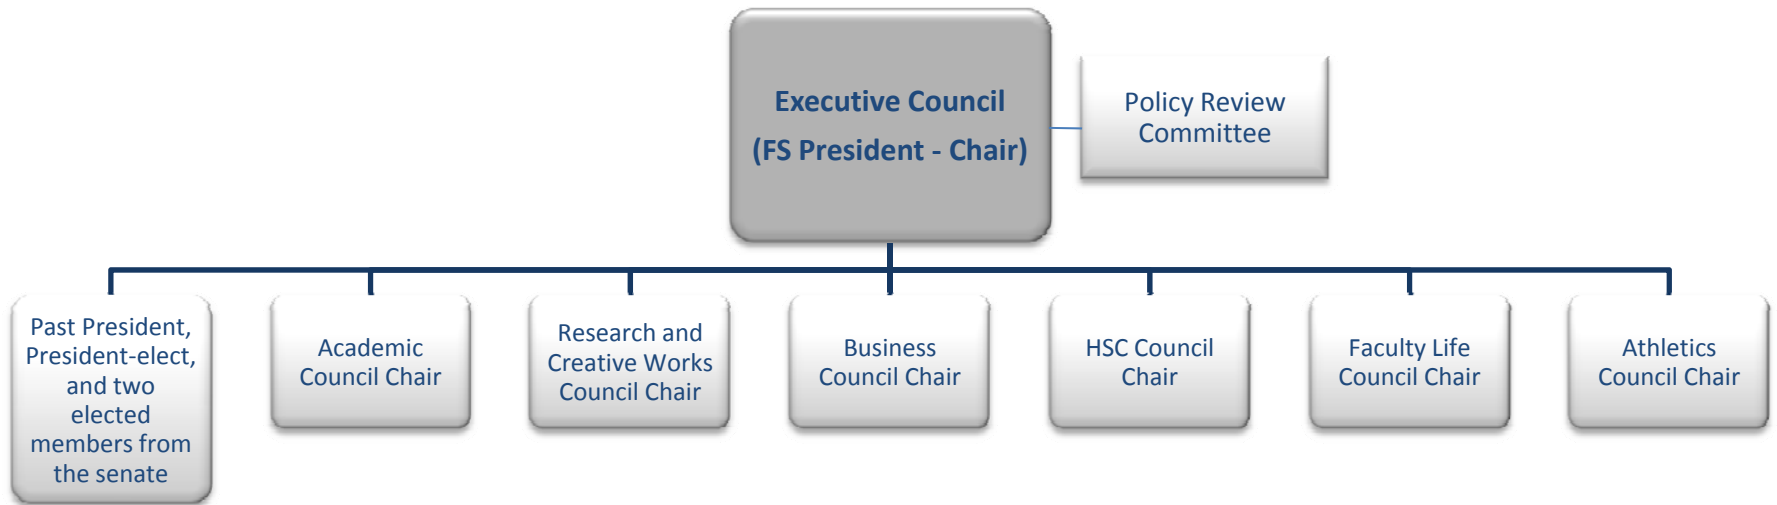 Executive Council
(FS President - Chair)
Policy Review
Committee
Past President,
President-elect,
and two
elected
members from
the senate
Academic
Council Chair
Research and
Creative Works
Council Chair
Business
Council Chair
HSC Council
Chair
Faculty Life
Council Chair
Athletics
Council Chair